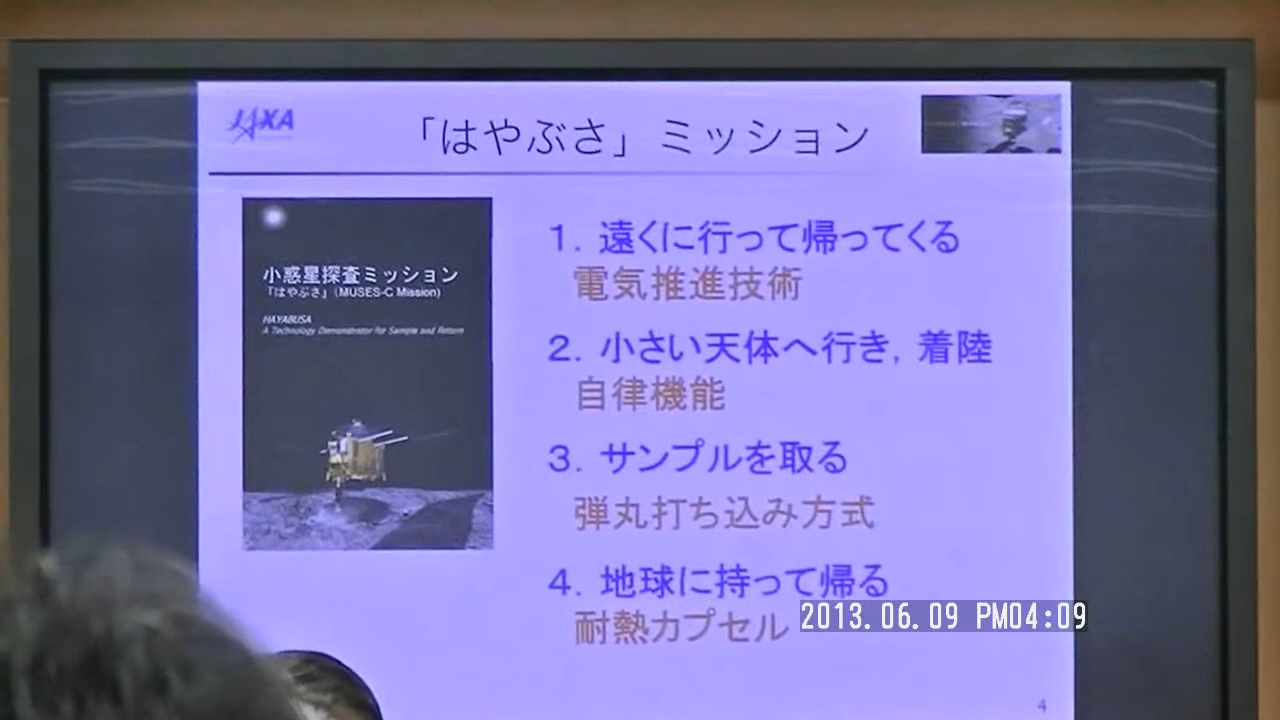 JAXA
「はやぶさ」ミッション
小惑星探査ミッション
「はやぶさ」(MUSES-C Mission)
HAYABUSA
A Technology Demonstrator for Sample and Return
1. 遠くに行って帰ってくる
電気推進技術
2. 小さい天体へ行き, 着陸
自律機能
3. サンプルを取る
弾丸打ち込み方式
4. 地球に持って帰る
耐熱カプセル
2013.06.09 PM04:09
4